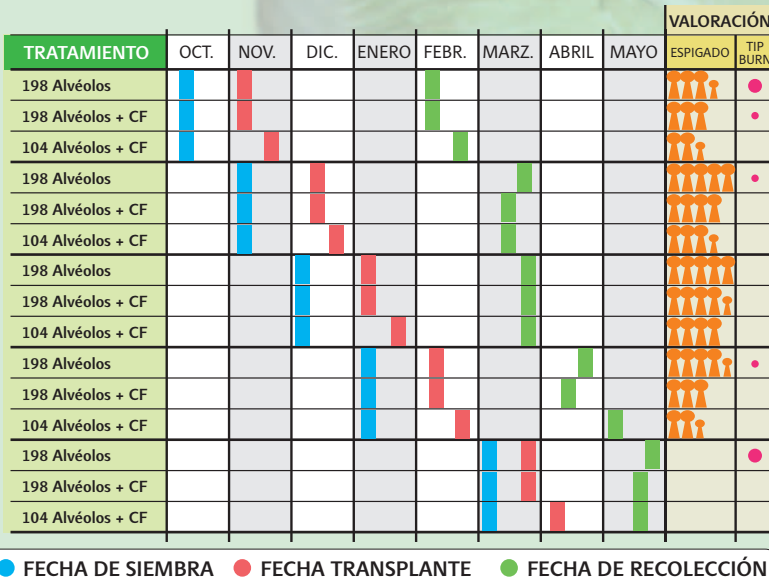 VALORACIÓN
TRATAMIENTO OCT. NOV. DIC. ENERO FEBR. MARZ. ABRIL MAYO ESPIGADO TIP BURN
198 Alvéolos
198 Alvéolos + CF
104 Alvéolos + CF
198 Alvéolos
198 Alvéolos + CF
104 Alvéolos + CF
198 Alvéolos
198 Alvéolos + CF
104 Alvéolos + CF
198 Alvéolos
198 Alvéolos + CF
104 Alvéolos + CF
198 Alvéolos
198 Alvéolos + CF
104 Alvéolos + CF
FECHA DE SIEMBRA FECHA TRANSPLANTE FECHA DE RECOLECCIÓN